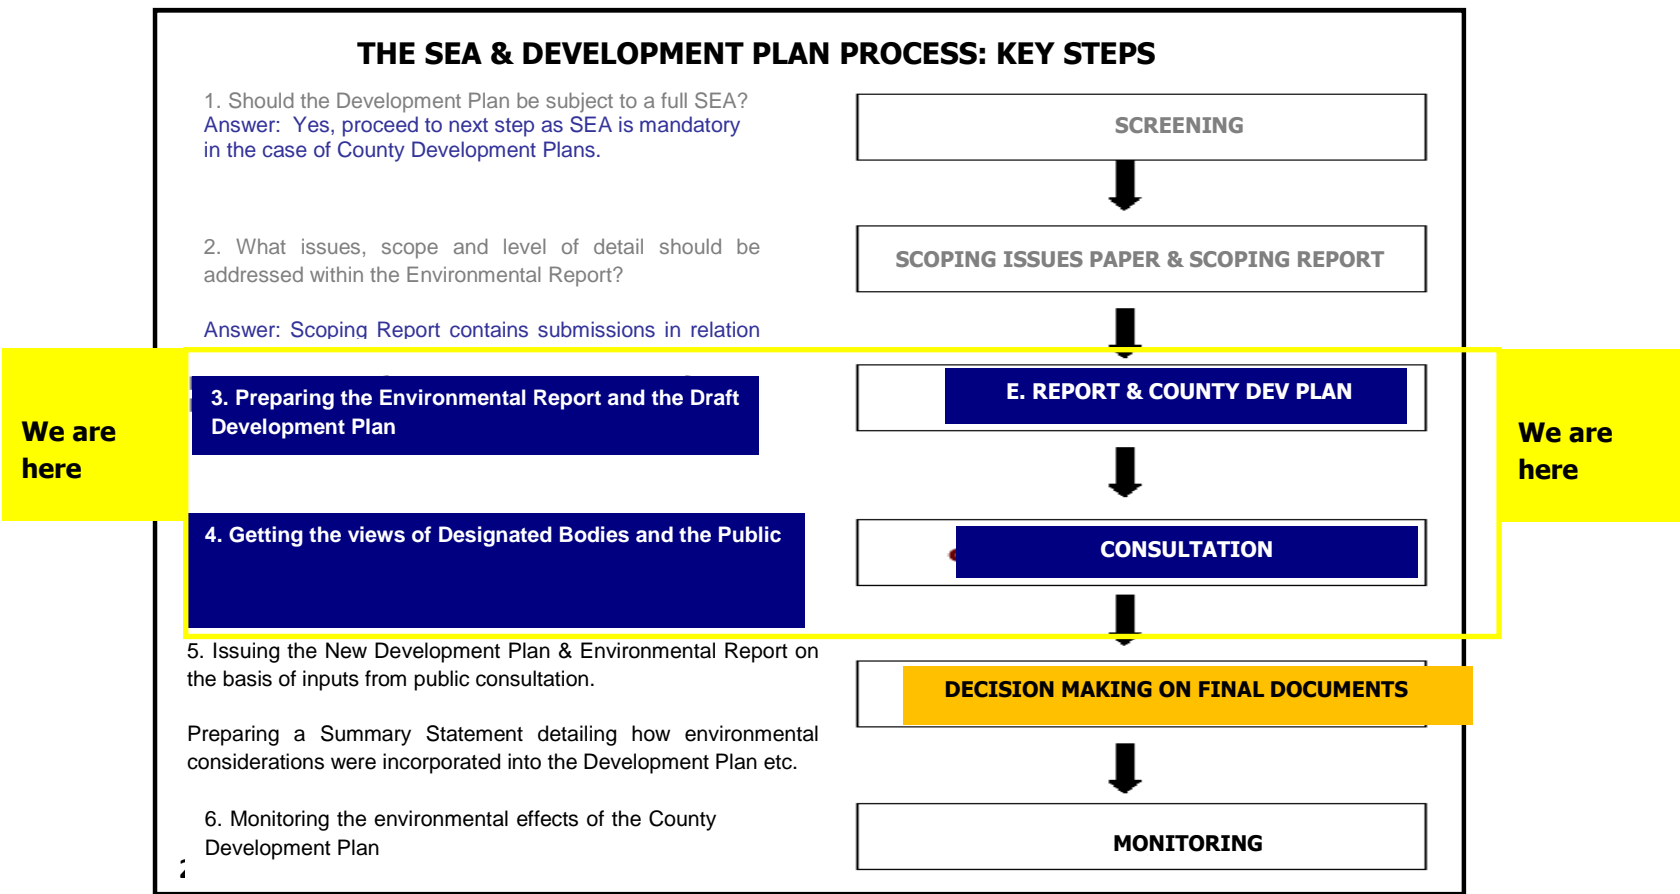 THE SEA & DEVELOPMENT PLAN PROCESS: KEY STEPS
1. Should the Development Plan be subject to a full SEA?
Answer: Yes, proceed to next step as SEA is mandatory
in the case of County Development Plans.
SCREENING
2. What issues, scope and level of detail should be
addressed within the Environmental Report?
SCOPING ISSUES PAPER & SCOPING REPORT
Answer: Scoping Report contains submissions in relation
We are
here
3. Preparing the Environmental Report and the Draft
Development Plan
E. REPORT & COUNTY DEV PLAN
We are
here
4. Getting the views of Designated Bodies and the Public
CONSULTATION
5. Issuing the New Development Plan & Environmental Report on
the basis of inputs from public consultation.
DECISION MAKING ON FINAL DOCUMENTS
Preparing a Summary Statement detailing how environmental
considerations were incorporated into the Development Plan etc.
6. Monitoring the environmental effects of the County
Development Plan
MONITORING